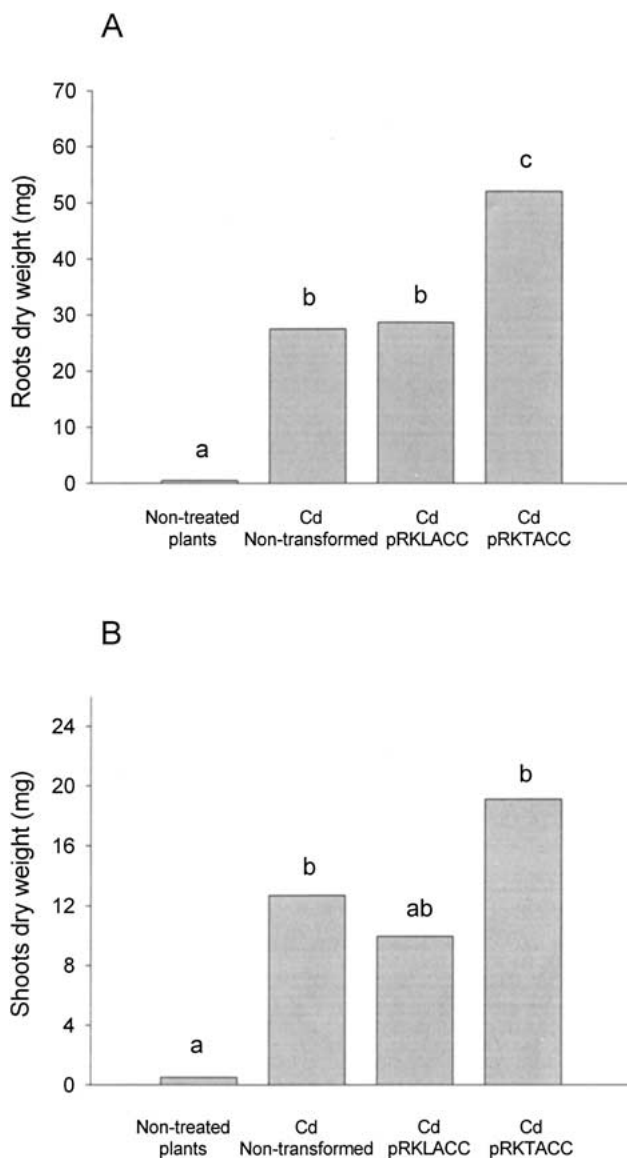 A
Roots dry weight (mg)
70
60
50
40
30
20
10
0
a
b
b
c
Non-treated
plants
Cd
Non-transformed
Cd
pRKLACC
Cd
pRKTACC
B
Shoots dry weight (mg)
24
20
16
12
8
4
0
a
b
ab
b
Non-treated
plants
Cd
Non-transformed
Cd
pRKLACC
Cd
pRKTACC